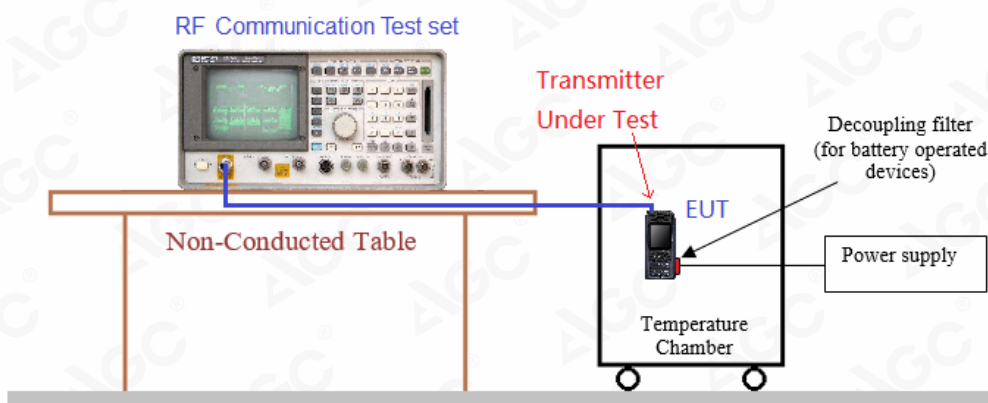 RF Communication Test set
Transmitter
Under Test
Decoupling filter
(for battery operated
devices)
EUT
Non-Conducted Table
Power supply
Temperature
Chamber
AGC